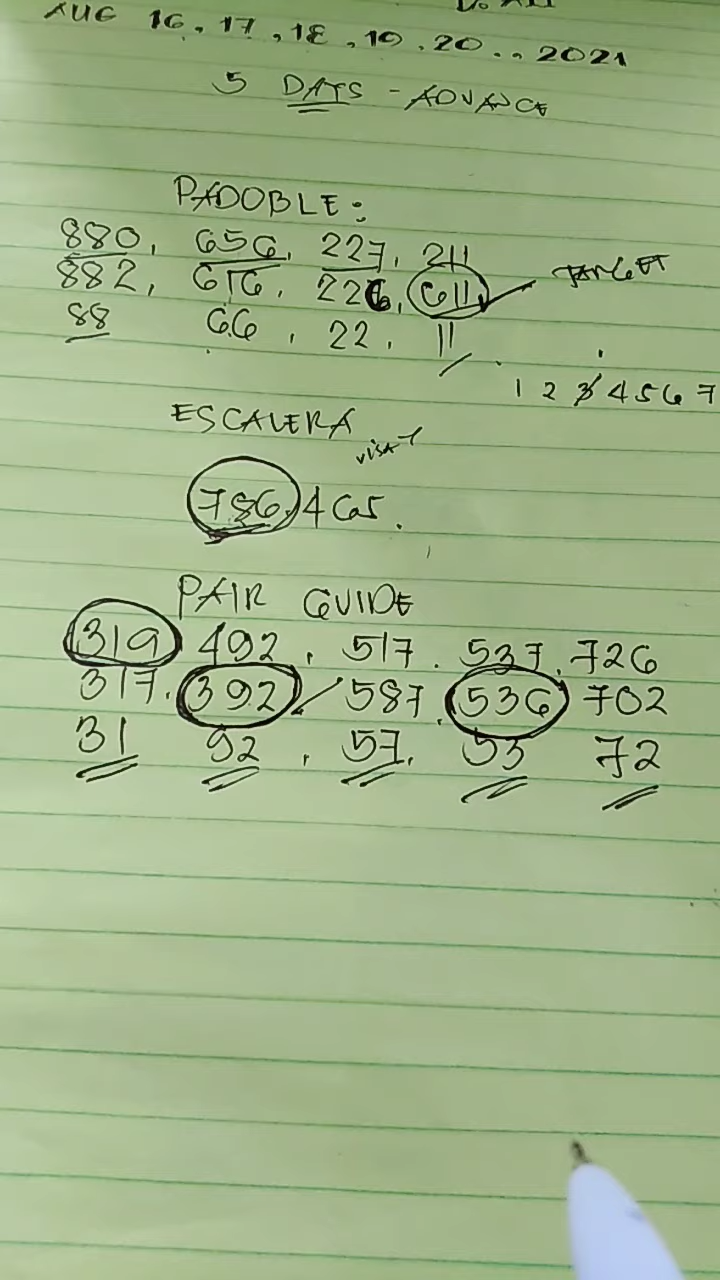 AUG 16, 17, 18, 19, 20.. 2021
5 DAYS - ADVANCE
PADOBLE:
880, 656, 227, 211
882, 616, 226, 611 TARGET
88 66, 22, 11
1 2 3 4 5 6 7
ESCALERA
786, 465.
PAIR GUIDE
319 492, 517. 537, 726
317, 392 587, 536 702
31 92, 57, 53 72